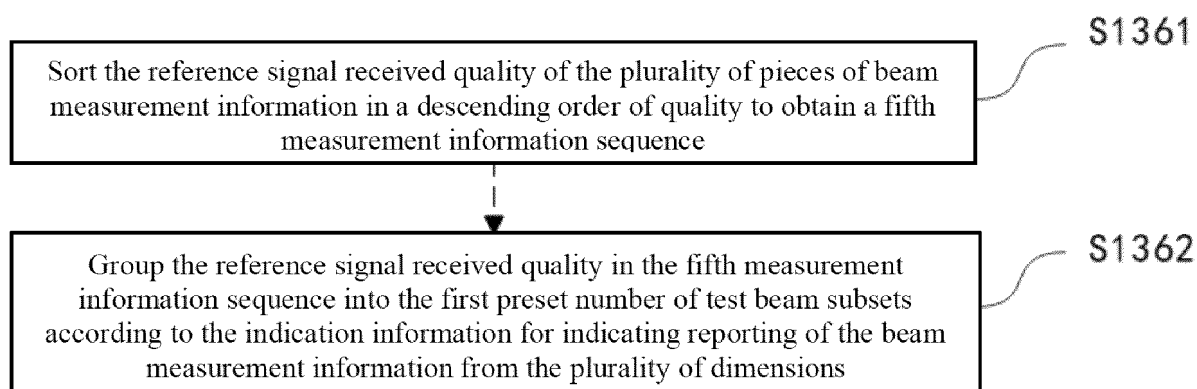 S1361
Sort the reference signal received quality of the plurality of pieces of beam
measurement information in a descending order of quality to obtain a fifth
measurement information sequence
S1362
Group the reference signal received quality in the fifth measurement
information sequence into the first preset number of test beam subsets
according to the indication information for indicating reporting of the beam
measurement information from the plurality of dimensions